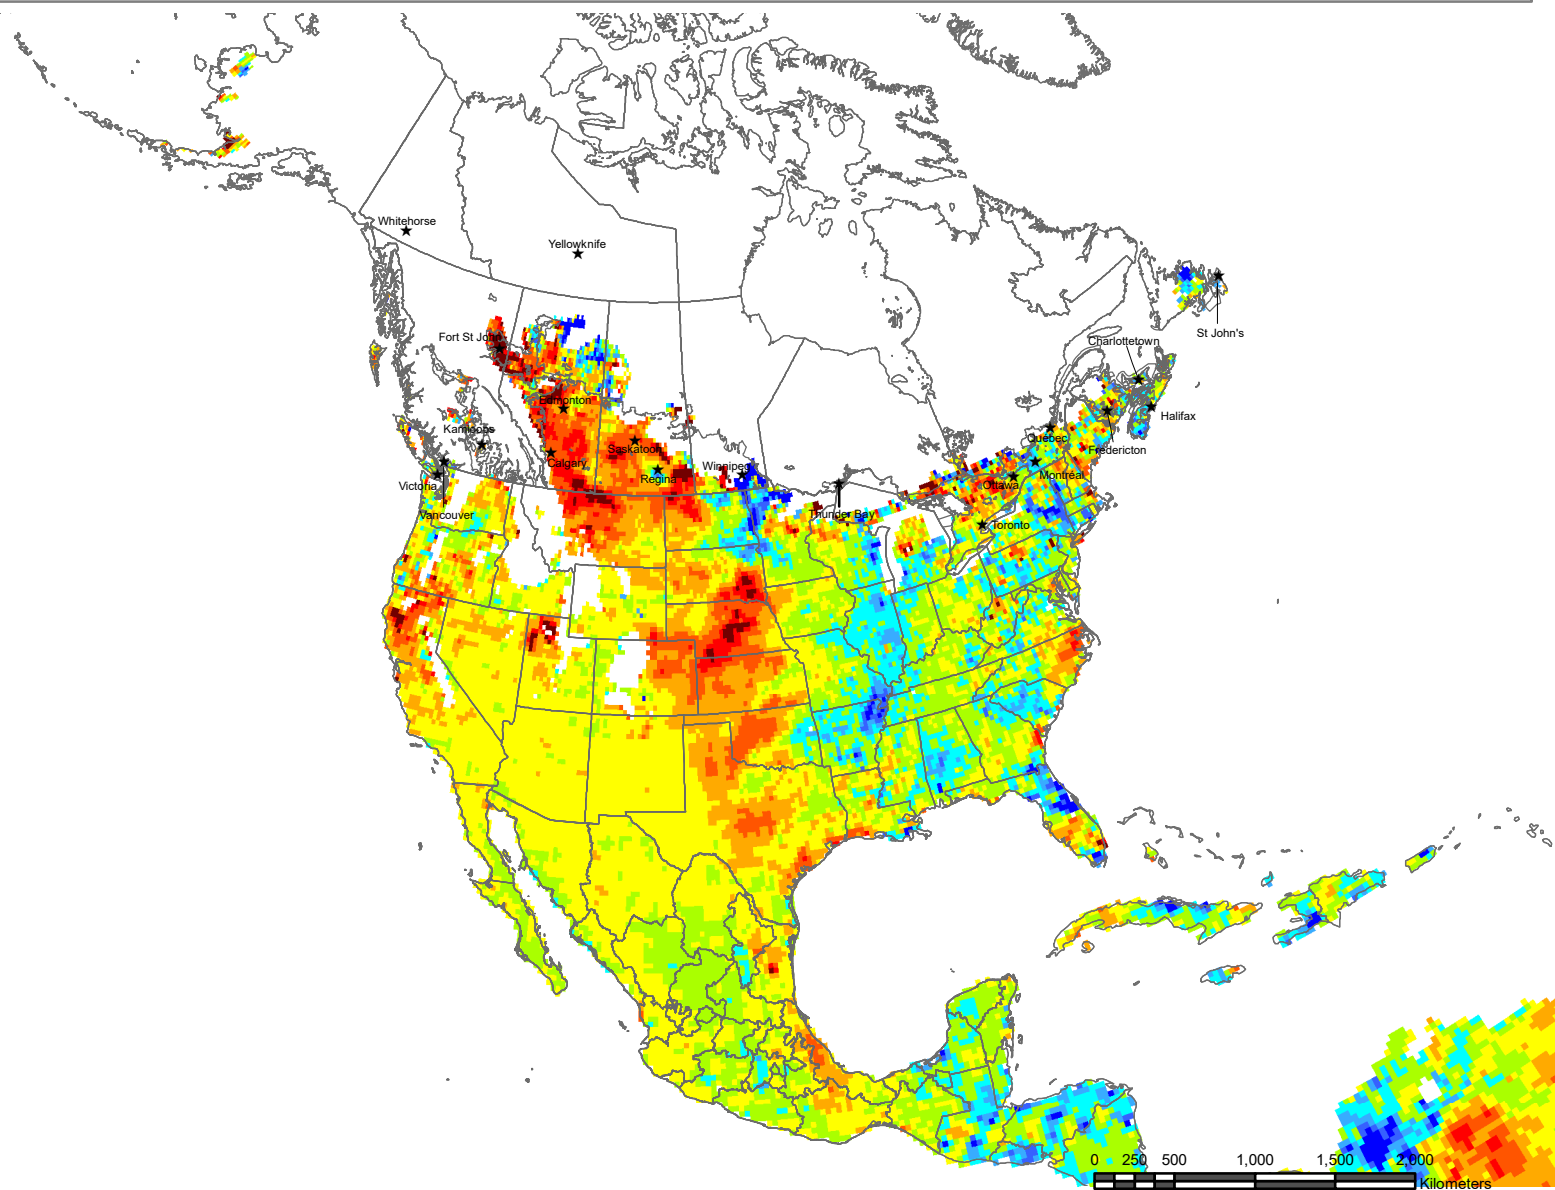 Whitehorse
Yellowknife
St John's
Fort St John
Charlottetown
Edmonton
Halifax
Kamloops
Quebec
Saskatoon
Fredericton
Calgary
Winnipeg
Montréal
Regina
Ottawa
Victoria
Vancouver
Thunder Bay
Toronto
0 250 500 1,000 1,500 2,000
Kilometers